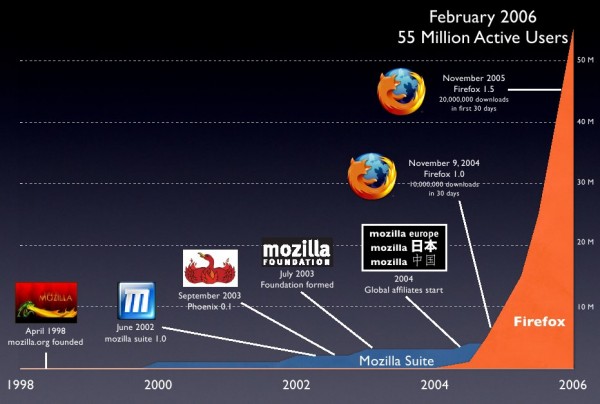 February 2006
55 Million Active Users
50 M
November 2005
Firefox 1.5
20,000,000 downloads
in first 30 days
40 M
November 9, 2004
Firefox 1.0
10,000,000 downloads
in 30 days
30 M
mozilla europe
mozilla 日本
mozilla 中国
2004
Global affiliates start
20 M
mozilla
FOUNDATION
July 2003
Foundation formed
September 2003
Phoenix 0.1
MOZILLA
April 1998
mozilla.org founded
m
June 2002
mozilla suite 1.0
10 M
Firefox
Mozilla Suite
1998
2000
2002
2004
2006